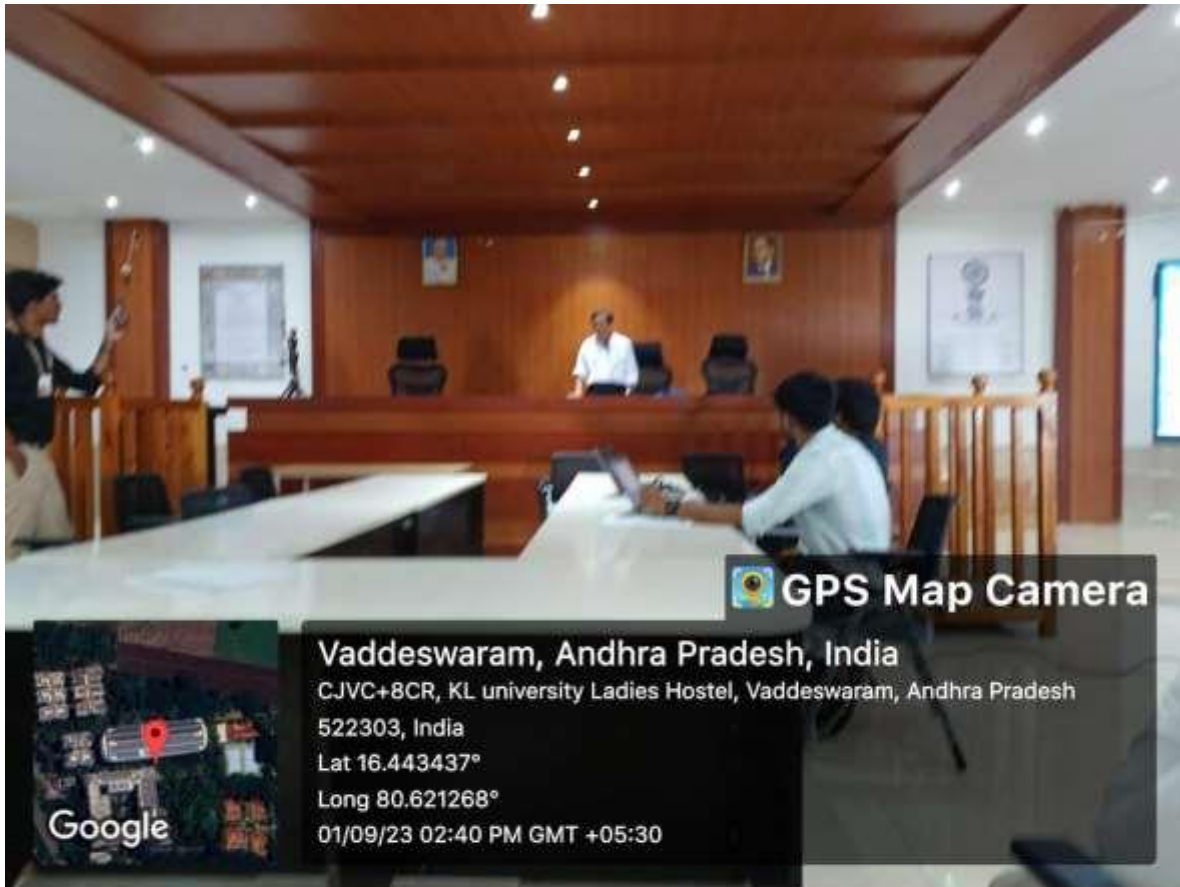 GPS Map Camera
Vaddeswaram, Andhra Pradesh, India
CJVC+8CR, KL university Ladies Hostel, Vaddeswaram, Andhra Pradesh
522303, India
Lat 16.443437°
Long 80.621268°
01/09/23 02:40 PM GMT +05:30
Google